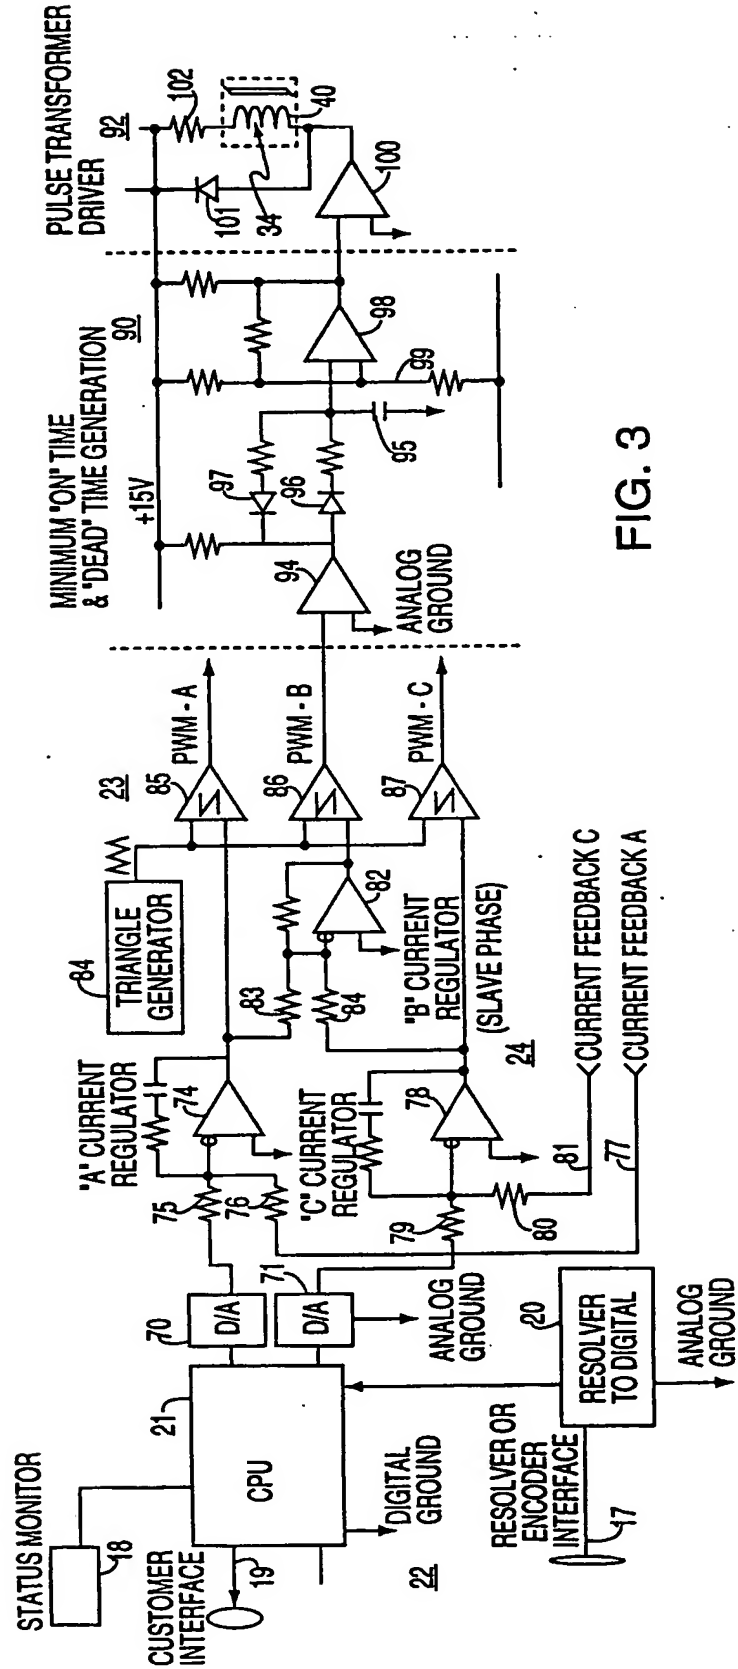 STATUS MONITOR
18
CUSTOMER
INTERFACE
19
21
CPU
DIGITAL
GROUND
22
RESOLVER OR
ENCODER
INTERFACE
17
20
RESOLVER
TO DIGITAL
ANALOG
GROUND
70
D/A
71
D/A
ANALOG
GROUND
"A" CURRENT
REGULATOR
75
76
74
"C" CURRENT
REGULATOR
79
80
78
81
77
CURRENT FEEDBACK C
CURRENT FEEDBACK A
24
84
TRIANGLE
GENERATOR
83
84
82
"B" CURRENT
REGULATOR
(SLAVE PHASE)
23
85
PWM - A
86
PWM - B
87
PWM - C
MINIMUM "ON" TIME
& "DEAD" TIME GENERATION
90
+15V
94
ANALOG
GROUND
97
96
95
98
99
PULSE TRANSFORMER
DRIVER
92
101
102
34
40
100
FIG. 3